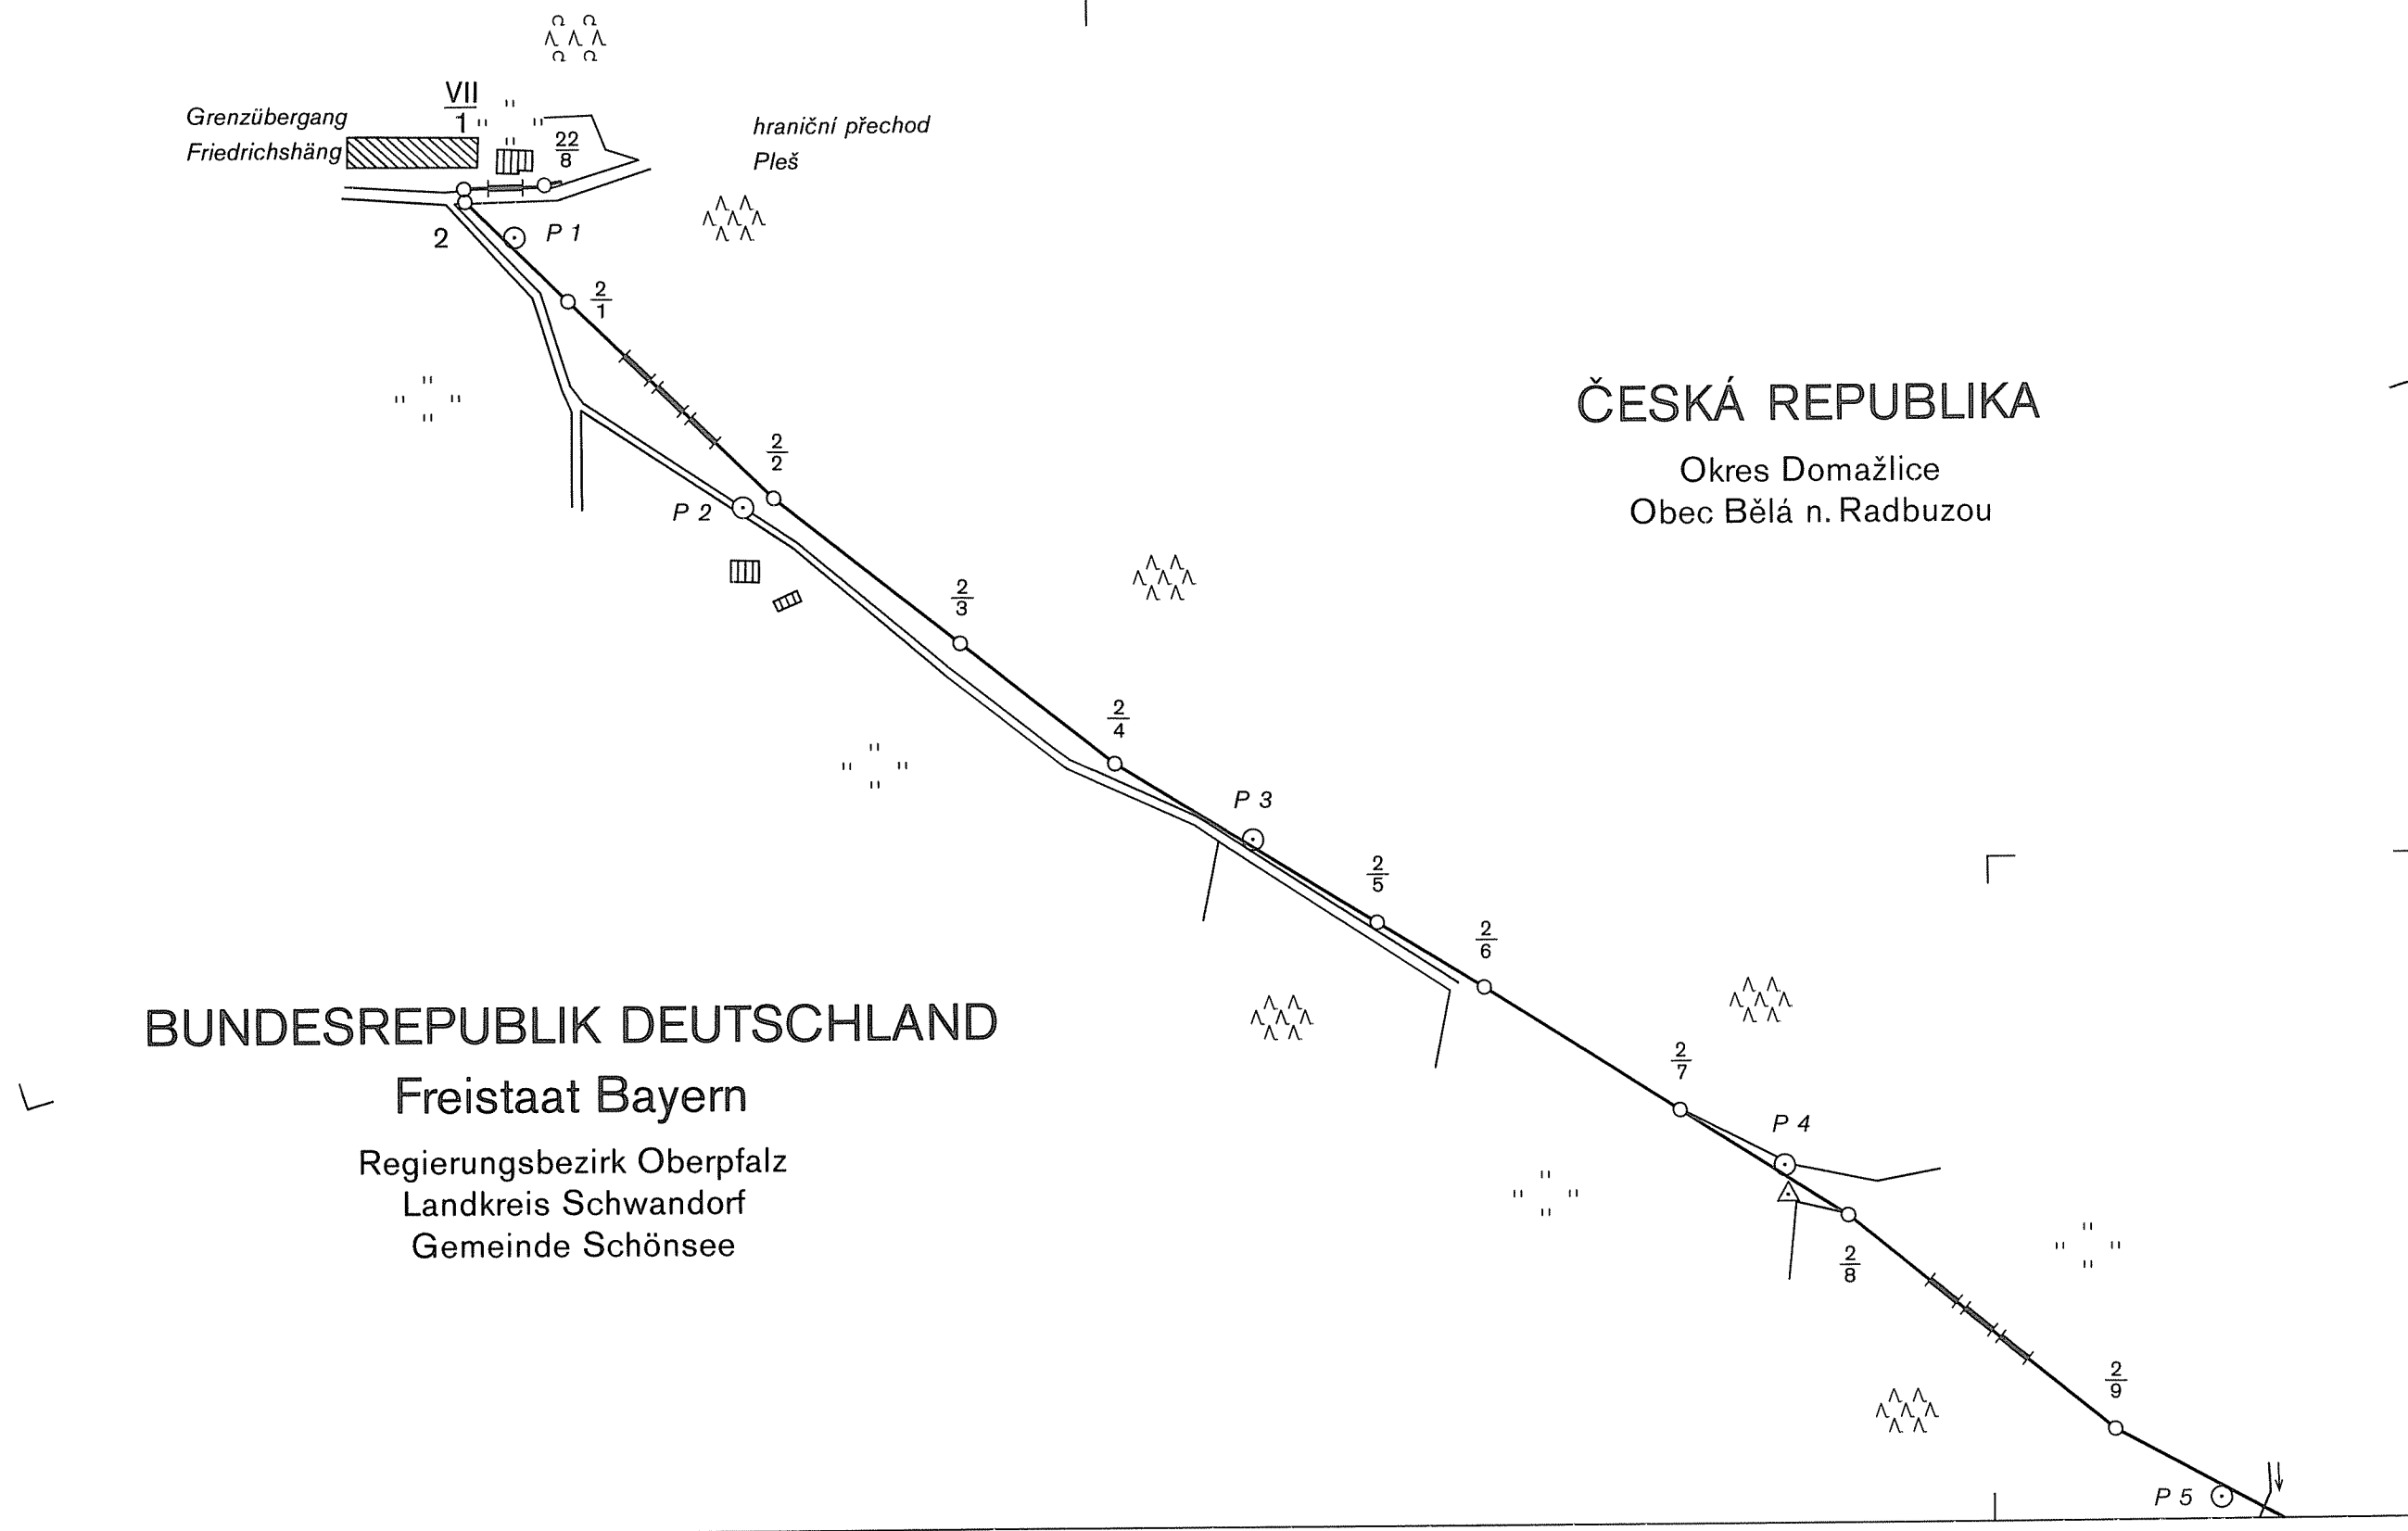 VII
1
Grenzübergang
Friedrichshäng
22
8
hraniční přechod
Pleš
2
P 1
2
1
2
2
P 2
ČESKÁ REPUBLIKA
Okres Domažlice
Obec Bělá n. Radbuzou
2
3
2
4
P 3
2
5
2
6
BUNDESREPUBLIK DEUTSCHLAND
Freistaat Bayern
Regierungsbezirk Oberpfalz
Landkreis Schwandorf
Gemeinde Schönsee
2
7
P 4
2
8
2
9
P 5